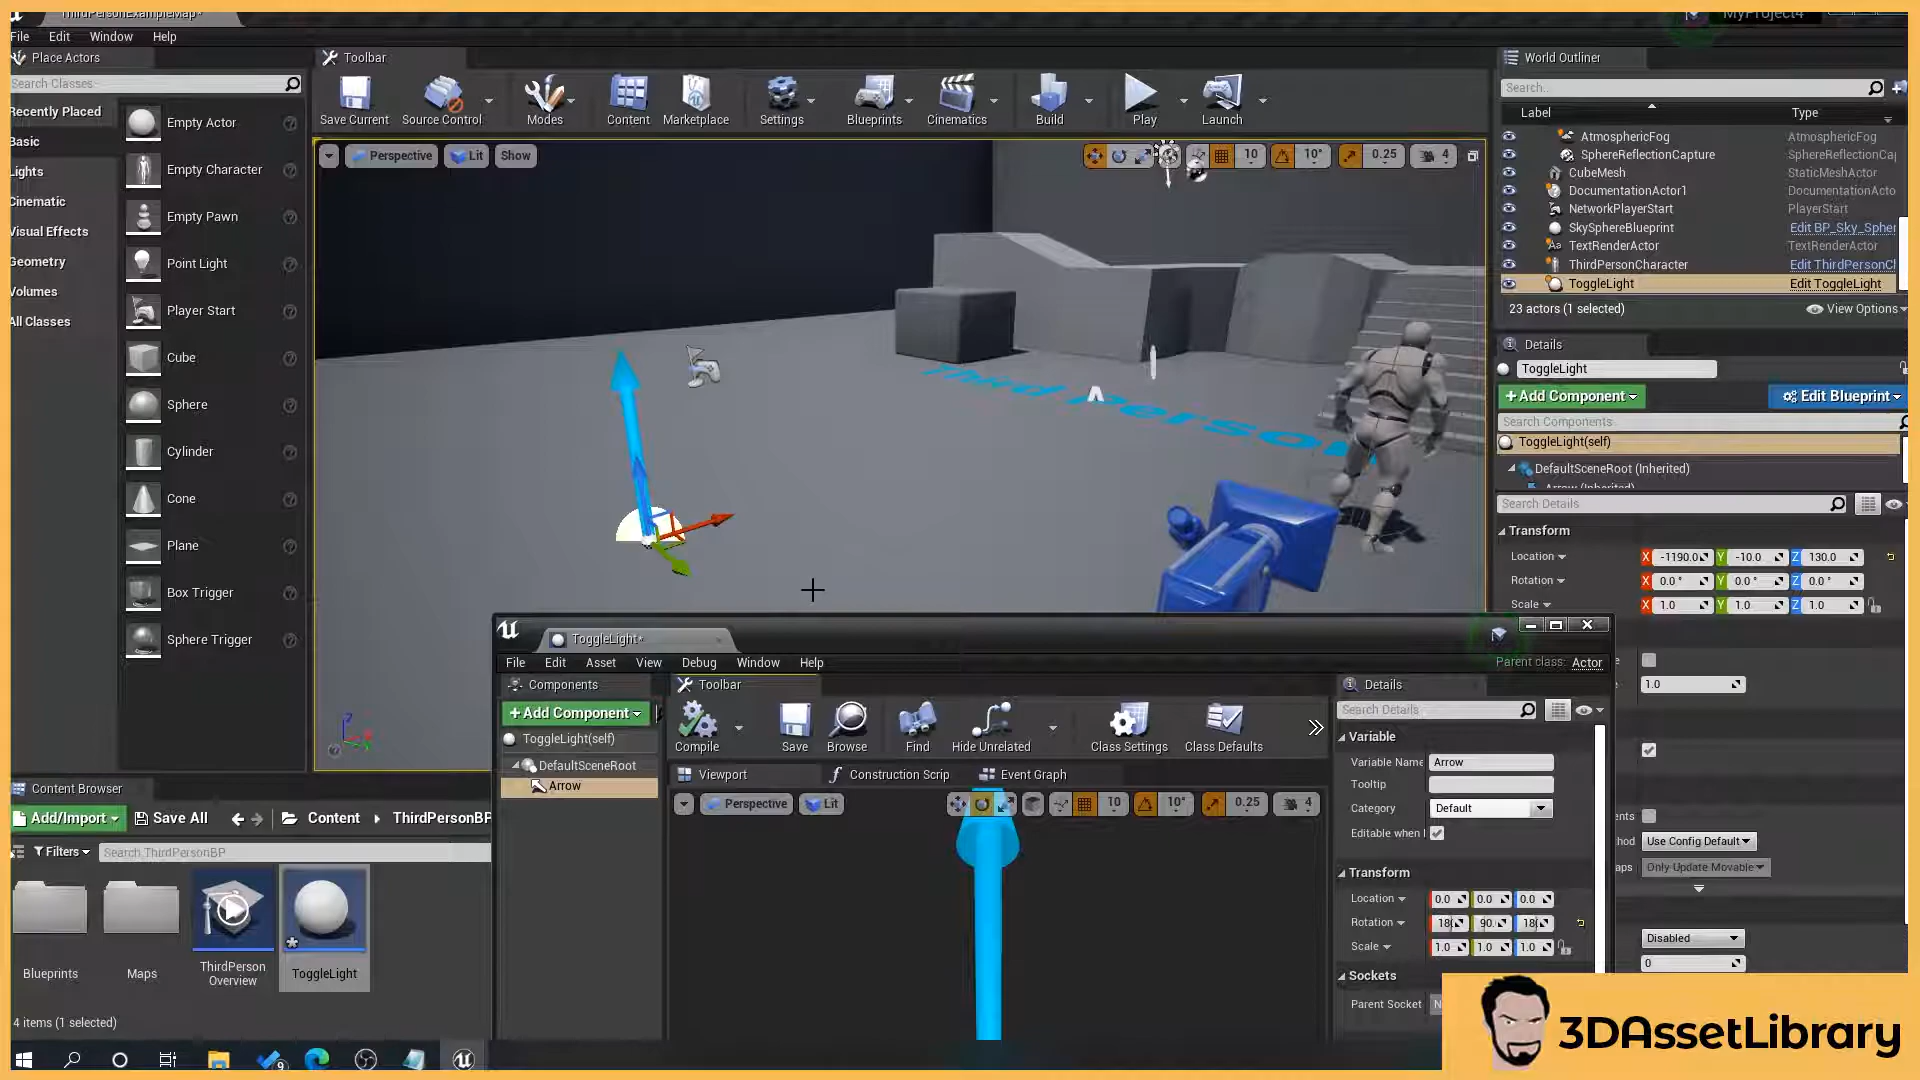 ThirdPersonExampleMap*
MyProject4
File Edit Window Help
Place Actors
Toolbar
World Outliner
Search Classes
Save Current
Source Control
Modes
Content
Marketplace
Settings
Blueprints
Cinematics
Build
Play
Launch
Search..
Label
Type
Recently Placed
Basic
Lights
Cinematic
Visual Effects
Geometry
Volumes
All Classes
Empty Actor
Empty Character
Empty Pawn
Point Light
Player Start
Cube
Sphere
Cylinder
Cone
Plane
Box Trigger
Sphere Trigger
Perspective Lit Show
10 10° 0.25 4
Third Person
AtmosphericFog AtmosphericFog
SphereReflectionCapture SphereReflectionCap
CubeMesh StaticMeshActor
DocumentationActor1 DocumentationActo
NetworkPlayerStart PlayerStart
SkySphereBlueprint Edit BP_Sky_Spher
TextRenderActor TextRenderActor
ThirdPersonCharacter Edit ThirdPersonCl
ToggleLight Edit ToggleLight
23 actors (1 selected) View Options
Details
ToggleLight
+Add Component Edit Blueprint
Search Components
ToggleLight(self)
DefaultSceneRoot (Inherited)
Arrow (Inherited)
Search Details
Transform
Location X -1190.0 Y -10.0 Z 130.0
Rotation X 0.0° Y 0.0° Z 0.0°
Scale X 1.0 Y 1.0 Z 1.0
1.0
ents
hod Use Config Default
aps Only Update Movable
Disabled
0
ToggleLight*
File Edit Asset View Debug Window Help
Parent class: Actor
Components
Toolbar
Details
+Add Component
ToggleLight(self)
DefaultSceneRoot
Arrow
Compile
Save
Browse
Find
Hide Unrelated
Class Settings
Class Defaults
Viewport
Construction Scrip
Event Graph
Perspective Lit
10 10° 0.25 4
Search Details
Variable
Variable Name Arrow
Tooltip
Category Default
Editable when I
Transform
Location 0.0 0.0 0.0
Rotation 18 90. 18
Scale 1.0 1.0 1.0
Sockets
Parent Socket N
Content Browser
Add/Import Save All Content ThirdPersonBP
Filters Search ThirdPersonBP
Blueprints
Maps
ThirdPerson
Overview
ToggleLight
4 items (1 selected)
9
3DAssetLibrary